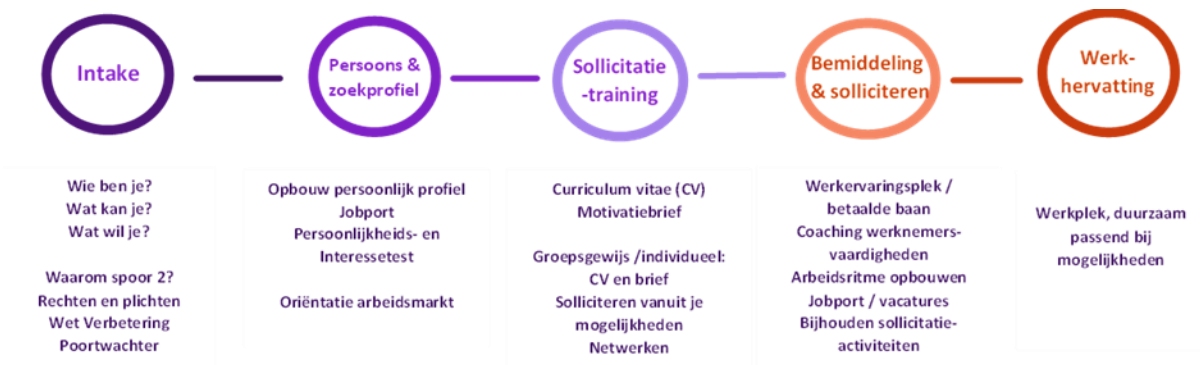 Intake
Persoons &
zoekprofiel
Sollicitatie
-training
Bemiddeling
& solliciteren
Werk-
hervatting
Wie ben je?
Wat kan je?
Wat wil je?
Waarom spoor 2?
Rechten en plichten
Wet Verbetering
Poortwachter
Opbouw persoonlijk profiel
Jobport
Persoonlijkheids- en
Interessetest
Oriëntatie arbeidsmarkt
Curriculum vitae (CV)
Motivatiebrief
Groepsgewijs /individueel:
CV en brief
Solliciteren vanuit je
mogelijkheden
Netwerken
Werkervaringsplek /
betaalde baan
Coaching werknemers-
vaardigheden
Arbeidsritme opbouwen
Jobport / vacatures
Bijhouden sollicitatie-
activiteiten
Werkplek, duurzaam
passend bij
mogelijkheden